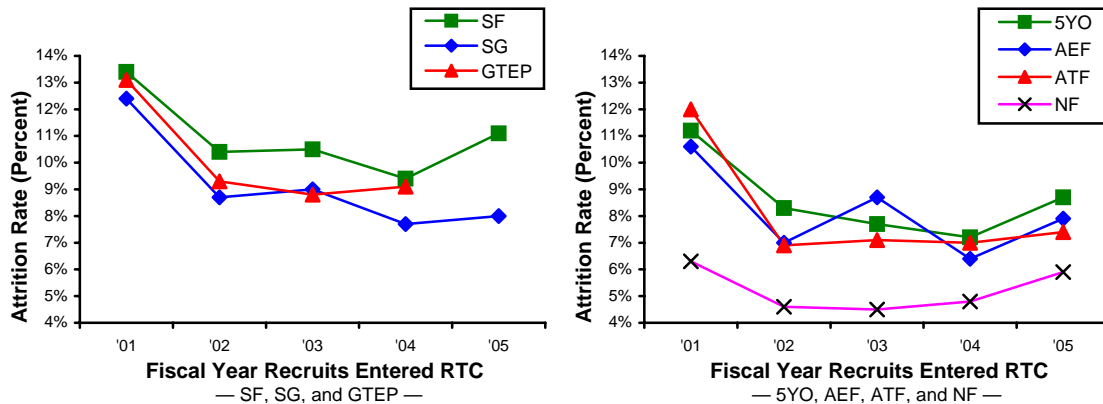 SF
SG
GTEP
14%
13%
12%
11%
10%
9%
8%
7%
6%
5%
4%
Attrition Rate (Percent)
'01 '02 '03 '04 '05
Fiscal Year Recruits Entered RTC
— SF, SG, and GTEP —
5YO
AEF
ATF
NF
14%
13%
12%
11%
10%
9%
8%
7%
6%
5%
4%
Attrition Rate (Percent)
'01 '02 '03 '04 '05
Fiscal Year Recruits Entered RTC
— 5YO, AEF, ATF, and NF —